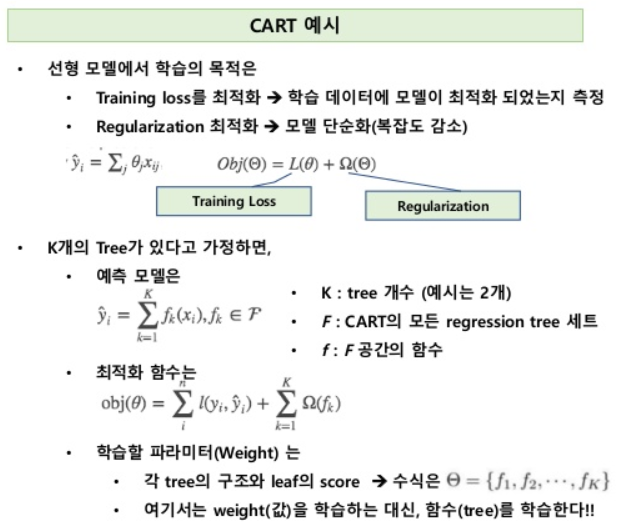 CART 예시
• 선형 모델에서 학습의 목적은
• Training loss를 최적화 ➔ 학습 데이터에 모델이 최적화 되었는지 측정
• Regularization 최적화 ➔ 모델 단순화(복잡도 감소)
ŷᵢ = ∑ⱼ θⱼxᵢⱼ Obj(Θ) = L(θ) + Ω(Θ)
Training Loss
Regularization
• K개의 Tree가 있다고 가정하면,
• 예측 모델은
ŷᵢ = ∑_{k=1}^{K} fₖ(xᵢ), fₖ ∈ ℱ
• K : tree 개수 (예시는 2개)
• F : CART의 모든 regression tree 세트
• f : F 공간의 함수
• 최적화 함수는
obj(θ) = ∑_{i}^{n} l(yᵢ, ŷᵢ) + ∑_{k=1}^{K} Ω(fₖ)
• 학습할 파라미터(Weight) 는
• 각 tree의 구조와 leaf의 score ➔ 수식은 Θ = {f₁, f₂, ⋯, f_K}
• 여기서는 weight(값)을 학습하는 대신, 함수(tree)를 학습한다!!